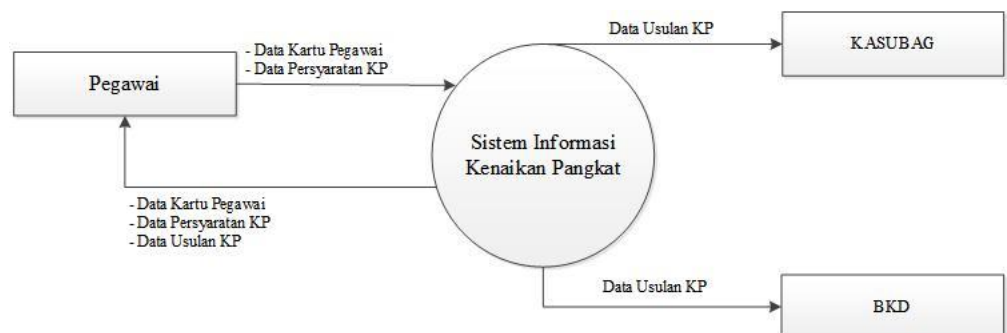 Pegawai
- Data Kartu Pegawai
- Data Persyaratan KP
Data Usulan KP
KASUBAG
Sistem Informasi
Kenaikan Pangkat
- Data Kartu Pegawai
- Data Persyaratan KP
- Data Usulan KP
Data Usulan KP
BKD